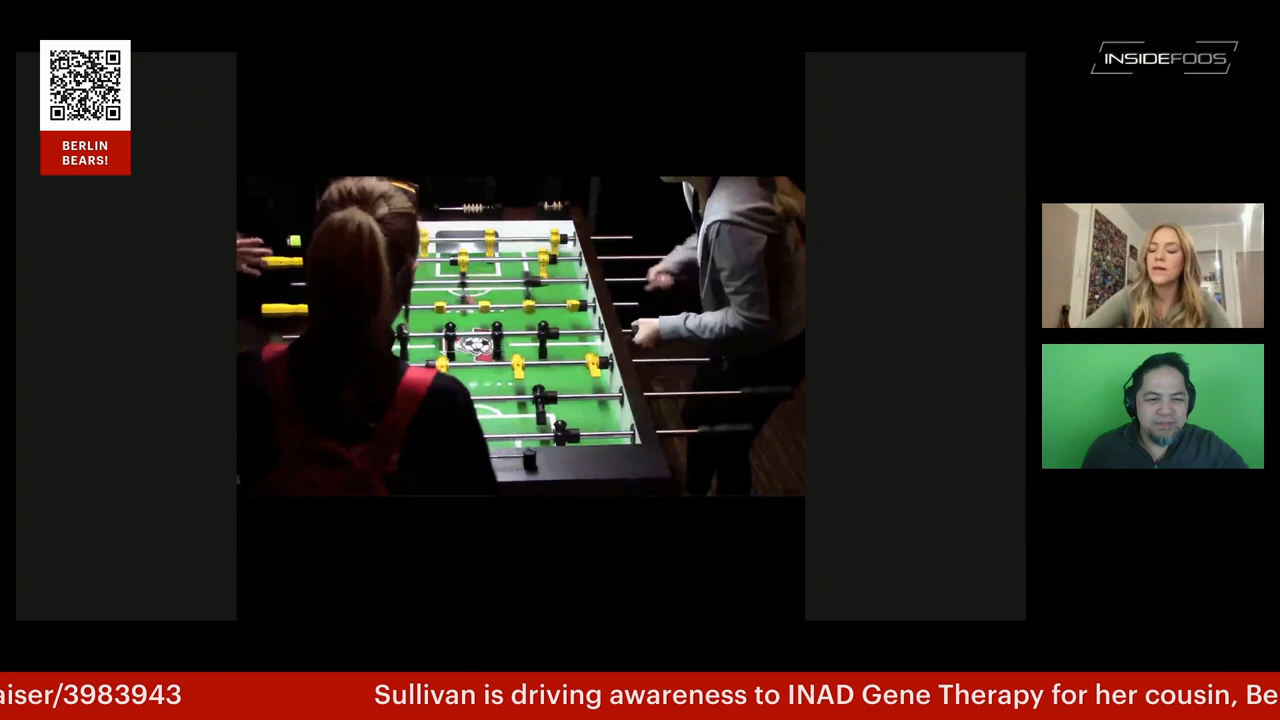 BERLIN
BEARS!
INSIDEFOOS
aiser/3983943
Sullivan is driving awareness to INAD Gene Therapy for her cousin, Be